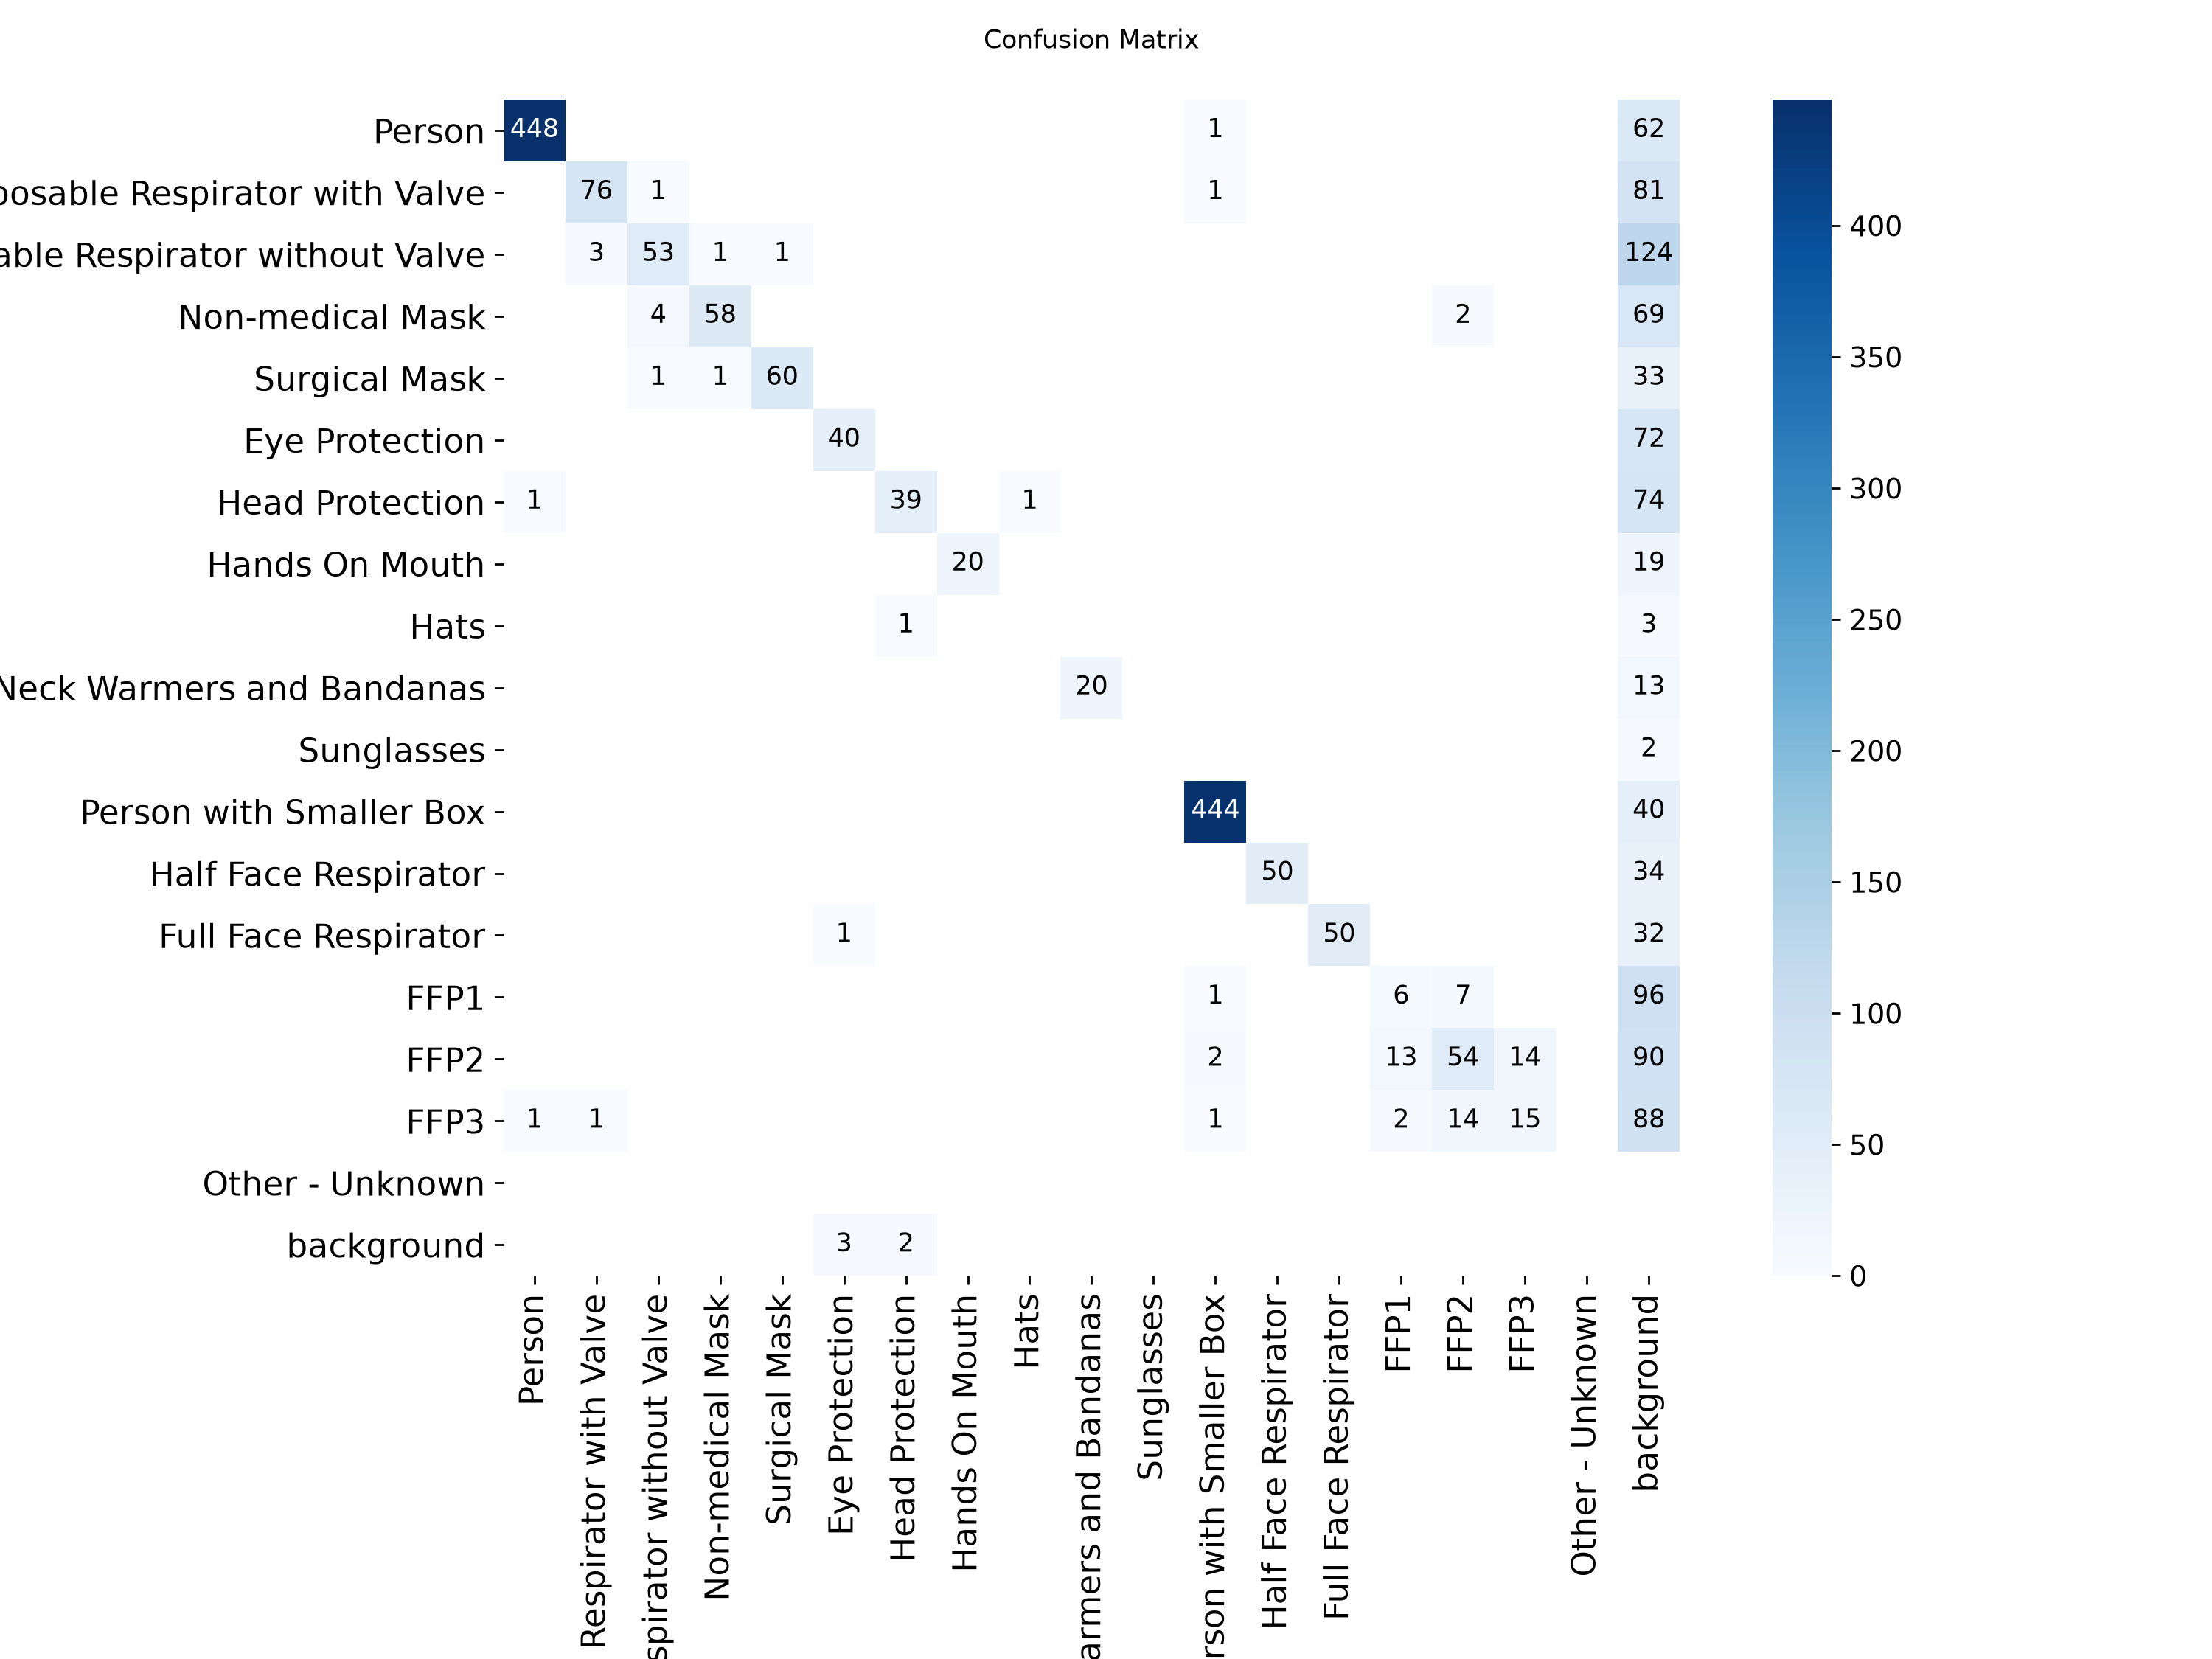 Confusion Matrix
Person 448 1 62
posable Respirator with Valve 76 1 1 81
able Respirator without Valve 3 53 1 1 124
Non-medical Mask 4 58 2 69
Surgical Mask 1 1 60 33
Eye Protection 40 72
Head Protection 1 39 1 74
Hands On Mouth 20 19
Hats 1 3
Neck Warmers and Bandanas 20 13
Sunglasses 2
Person with Smaller Box 444 40
Half Face Respirator 50 34
Full Face Respirator 1 50 32
FFP1 1 6 7 96
FFP2 2 13 54 14 90
FFP3 1 1 1 2 14 15 88
Other - Unknown
background 3 2
Person
Respirator with Valve
spirator without Valve
Non-medical Mask
Surgical Mask
Eye Protection
Head Protection
Hands On Mouth
Hats
armers and Bandanas
Sunglasses
rson with Smaller Box
Half Face Respirator
Full Face Respirator
FFP1
FFP2
FFP3
Other - Unknown
background
400
350
300
250
200
150
100
50
0